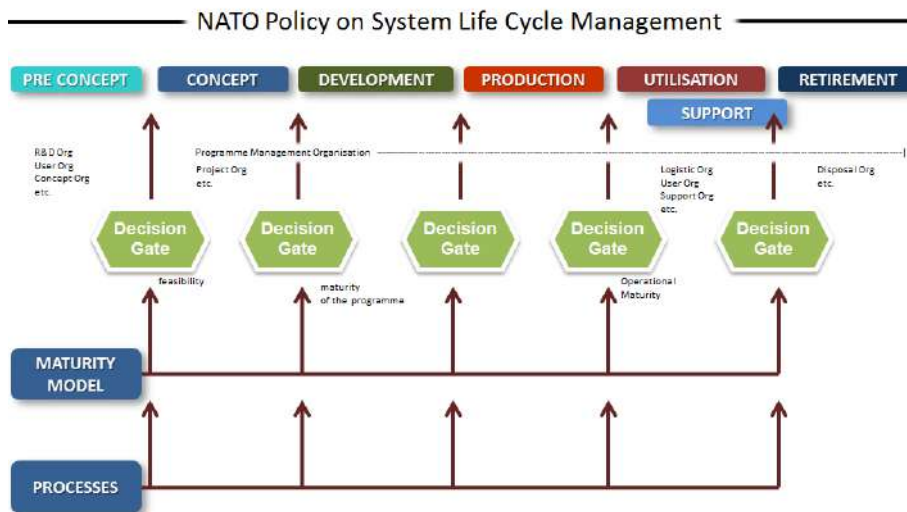 NATO Policy on System Life Cycle Management
PRE CONCEPT
CONCEPT
DEVELOPMENT
PRODUCTION
UTILISATION
RETIREMENT
SUPPORT
R&D Org
User Org
Concept Org
etc.
Programme Management Organisation
Project Org
etc.
Logistic Org
User Org
Support Org
etc.
Disposal Org
etc.
Decision
Gate
Decision
Gate
Decision
Gate
Decision
Gate
Decision
Gate
feasibility
maturity
of the programme
Operational
Maturity
MATURITY
MODEL
PROCESSES